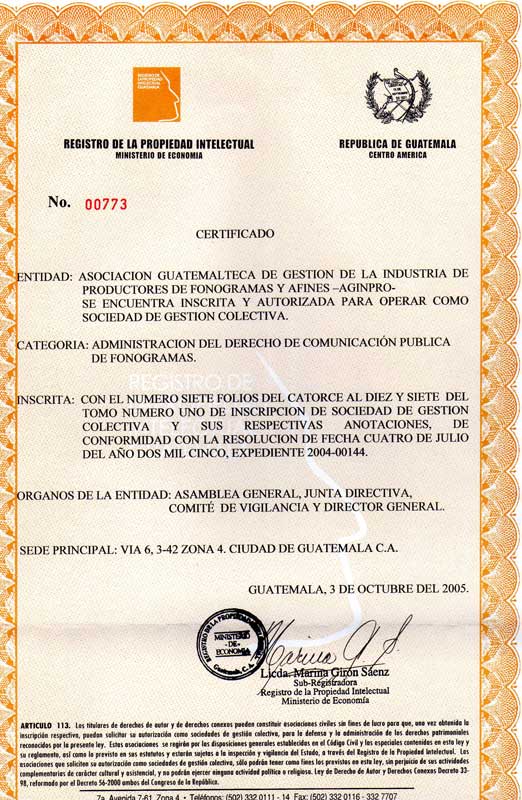 REGISTRO DE
LA PROPIEDAD
INTELECTUAL
GUATEMALA
REGISTRO DE LA PROPIEDAD INTELECTUAL
MINISTERIO DE ECONOMIA
REPUBLICA DE GUATEMALA
CENTRO AMERICA
No. 00773
CERTIFICADO
ENTIDAD: ASOCIACION GUATEMALTECA DE GESTION DE LA INDUSTRIA DE
PRODUCTORES DE FONOGRAMAS Y AFINES –AGINPRO-
SE ENCUENTRA INSCRITA Y AUTORIZADA PARA OPERAR COMO
SOCIEDAD DE GESTION COLECTIVA.
CATEGORIA: ADMINISTRACION DEL DERECHO DE COMUNICACIÓN PUBLICA
DE FONOGRAMAS.
REGISTRO DE
INSCRITA: CON EL NUMERO SIETE FOLIOS DEL CATORCE AL DIEZ Y SIETE DEL
TOMO NUMERO UNO DE INSCRIPCION DE SOCIEDAD DE GESTION
COLECTIVA Y SUS RESPECTIVAS ANOTACIONES, DE
CONFORMIDAD CON LA RESOLUCION DE FECHA CUATRO DE JULIO
DEL AÑO DOS MIL CINCO, EXPEDIENTE 2004-00144.
ORGANOS DE LA ENTIDAD: ASAMBLEA GENERAL, JUNTA DIRECTIVA,
COMITÉ DE VIGILANCIA Y DIRECTOR GENERAL.
SEDE PRINCIPAL: VIA 6, 3-42 ZONA 4. CIUDAD DE GUATEMALA C.A.
GUATEMALA, 3 DE OCTUBRE DEL 2005.
REGISTRO DE LA PROPIEDAD
MINISTERIO
- DE -
ECONOMIA
Guatemala, C. A.
Marina G. S.
Licda. Marina Girón Sáenz
Sub-Registradora
Registro de la Propiedad Intelectual
Ministerio de Economía
ARTICULO 113. Los titulares de derechos de autor y de derechos conexos pueden constituir asociaciones civiles sin fines de lucro para que, una vez obtenida la
inscripción respectiva, puedan solicitar su autorización como sociedades de gestión colectiva, para la defensa y la administración de los derechos patrimoniales
reconocidos por la presente ley. Estas asociaciones se regirán por las disposiciones generales establecidas en el Código Civil y las especiales contenidas en esta ley y
su reglamento, así como lo previsto en sus estatutos y estarán sujetas a la inspección y vigilancia del Estado, a través del Registro de la Propiedad Intelectual. Las
asociaciones que soliciten su autorización como sociedades de gestión colectiva, sólo podrán tener como fines los previstos en esta ley, sin perjuicio de sus actividades
complementarias de carácter cultural y asistencial, y no podrán ejercer ninguna actividad política o religiosa. Ley de Derecho de Autor y Derechos Conexos Decreto 33-
98, reformado por el Decreto 56-2000 ambos del Congreso de la República.
7a. Avenida 7-61, Zona 4 • Teléfonos: (502) 332 0111 - 14 Fax: (502) 332 7707